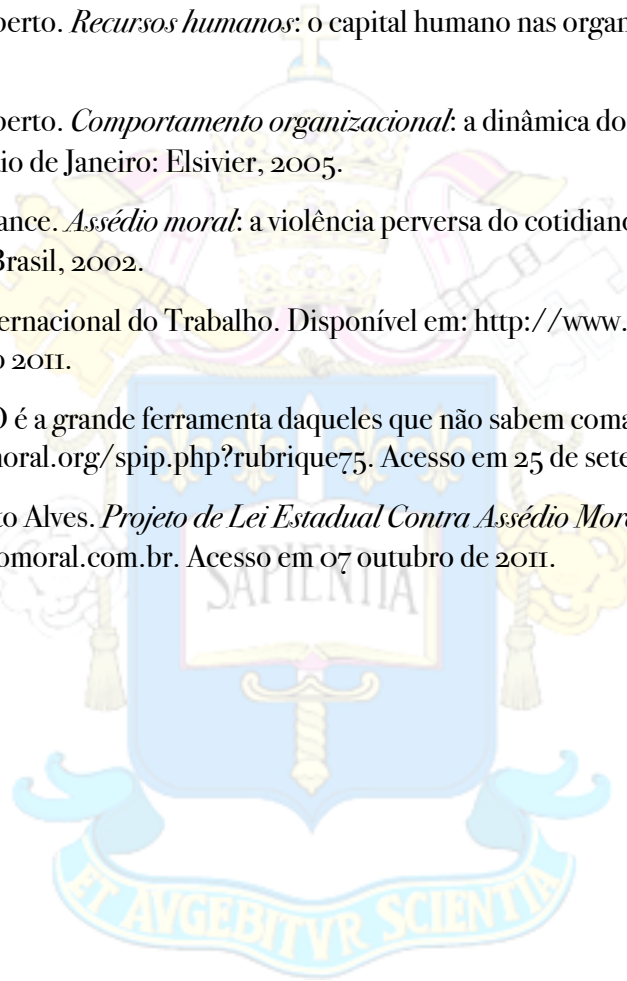 perto. Recursos humanos: o capital humano nas organ
perto. Comportamento organizacional: a dinâmica do
io de Janeiro: Elsivier, 2005.
ance. Assédio moral: a violência perversa do cotidiano
Brasil, 2002.
ernacional do Trabalho. Disponível em: http://www.
o 2011.
O é a grande ferramenta daqueles que não sabem coma
moral.org/spip.php?rubrique75. Acesso em 25 de sete
to Alves. Projeto de Lei Estadual Contra Assédio Mor
omoral.com.br. Acesso em 07 outubro de 2011.
SAPIENTIA
ET AVGEBITVR SCIENTIA